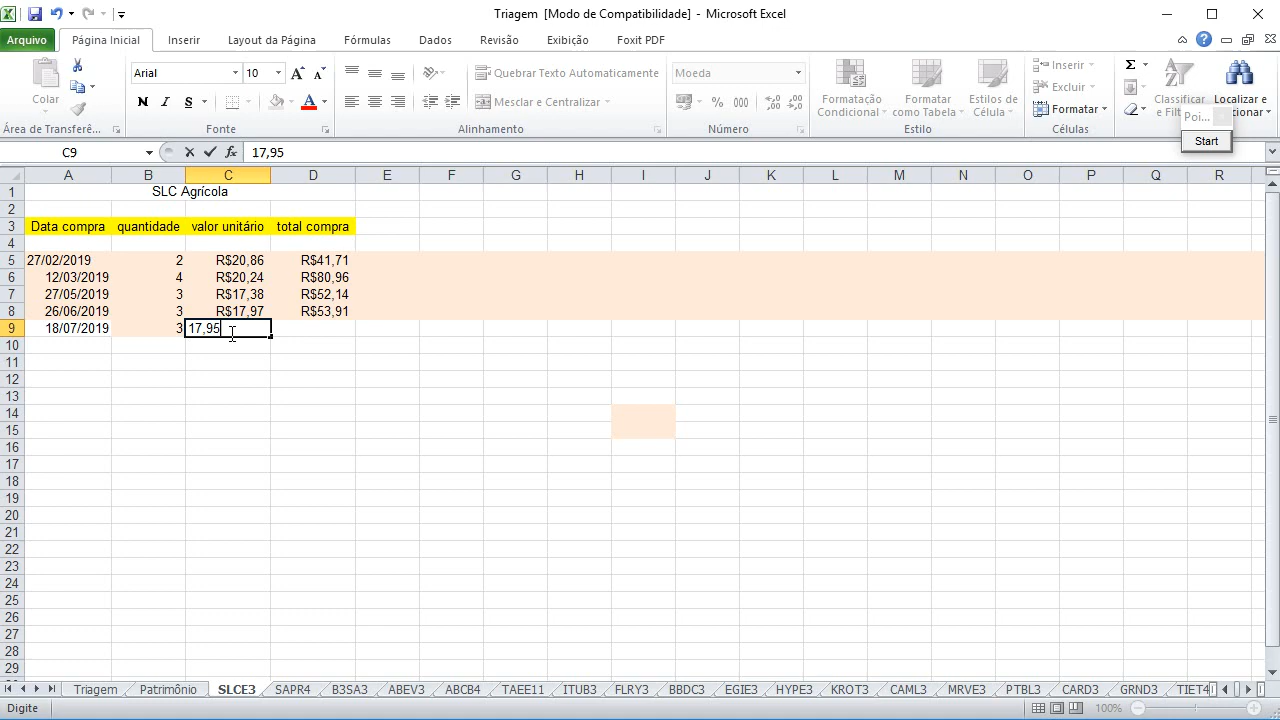 Triagem [Modo de Compatibilidade] - Microsoft Excel
Arquivo Página Inicial Inserir Layout da Página Fórmulas Dados Revisão Exibição Foxit PDF
Colar
Área de Transferê...
Arial 10
N I S
Fonte
Quebrar Texto Automaticamente
Mesclar e Centralizar
Alinhamento
Moeda
% 000
Número
Formatação Condicional
Formatar como Tabela
Estilos de Célula
Estilo
Inserir
Excluir
Formatar
Células
Classificar e Filt
Localizar e
cionar
Poi...
Start
C9 fx 17,95
A B C D E F G H I J K L M N O P Q R
1 SLC Agrícola
2
3 Data compra quantidade valor unitário total compra
4
5 27/02/2019 2 R$20,86 R$41,71
6 12/03/2019 4 R$20,24 R$80,96
7 27/05/2019 3 R$17,38 R$52,14
8 26/06/2019 3 R$17,97 R$53,91
9 18/07/2019 3 17,95
10
11
12
13
14
15
16
17
18
19
20
21
22
23
24
25
26
27
28
29
Triagem Patrimônio SLCE3 SAPR4 B3SA3 ABEV3 ABCB4 TAEE11 ITUB3 FLRY3 BBDC3 EGIE3 HYPE3 KROT3 CAML3 MRVE3 PTBL3 CARD3 GRND3 TIET4
Digite 100%